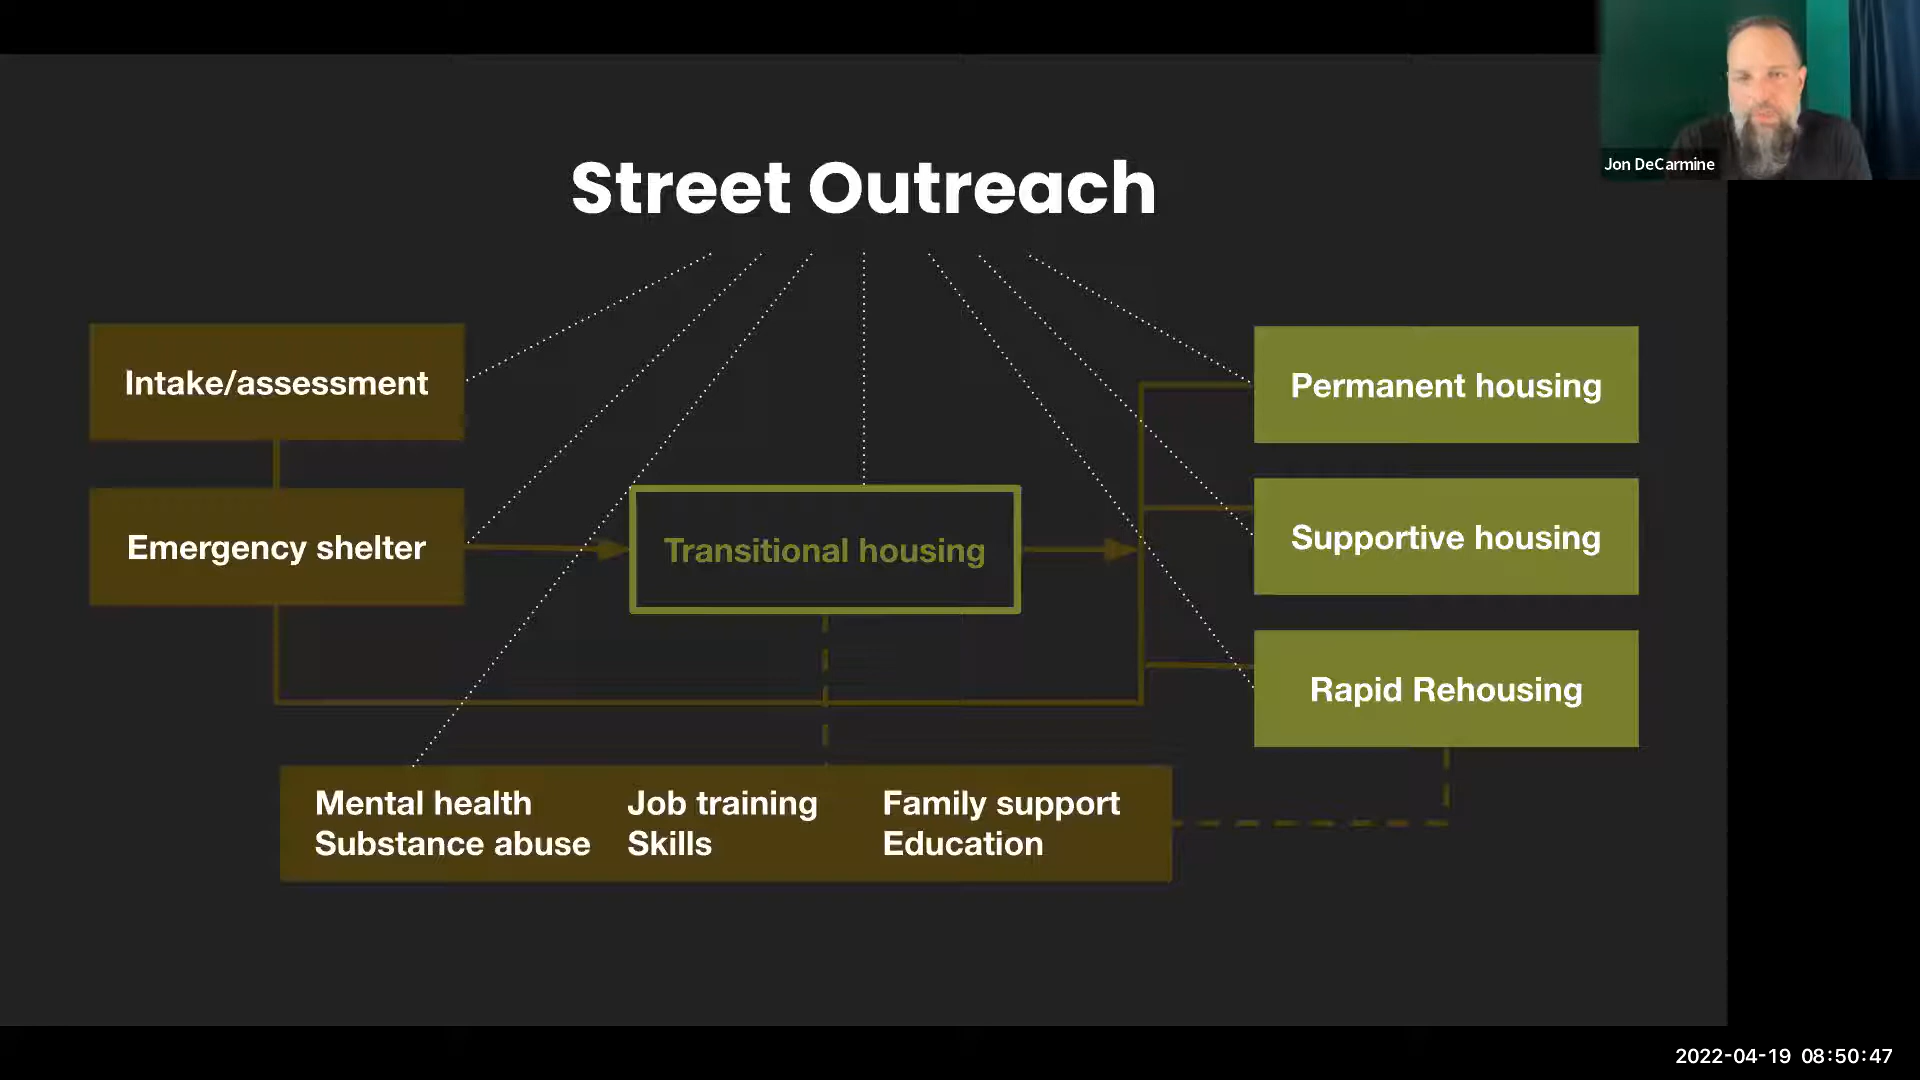 Jon DeCarmine
Street Outreach
Intake/assessment
Permanent housing
Emergency shelter
Transitional housing
Supportive housing
Rapid Rehousing
Mental health
Substance abuse
Job training
Skills
Family support
Education
2022-04-19 08:50:47